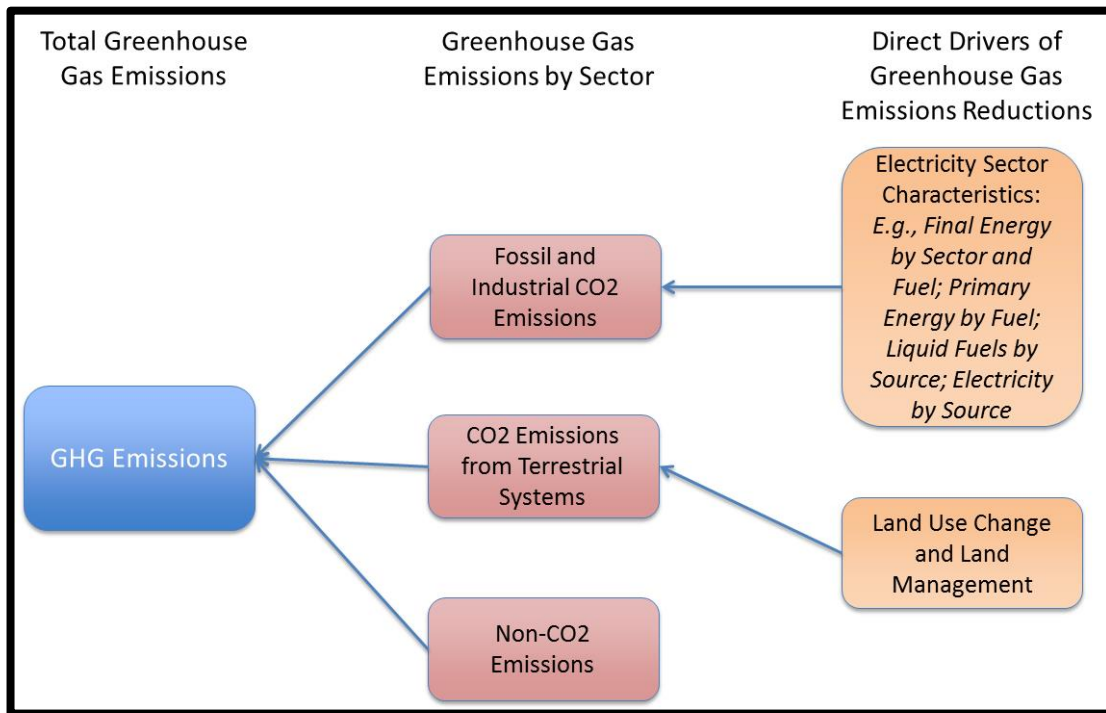 Total Greenhouse
Gas Emissions
Greenhouse Gas
Emissions by Sector
Direct Drivers of
Greenhouse Gas
Emissions Reductions
GHG Emissions
Fossil and
Industrial CO2
Emissions
CO2 Emissions
from Terrestrial
Systems
Non-CO2
Emissions
Electricity Sector
Characteristics:
E.g., Final Energy
by Sector and
Fuel; Primary
Energy by Fuel;
Liquid Fuels by
Source; Electricity
by Source
Land Use Change
and Land
Management